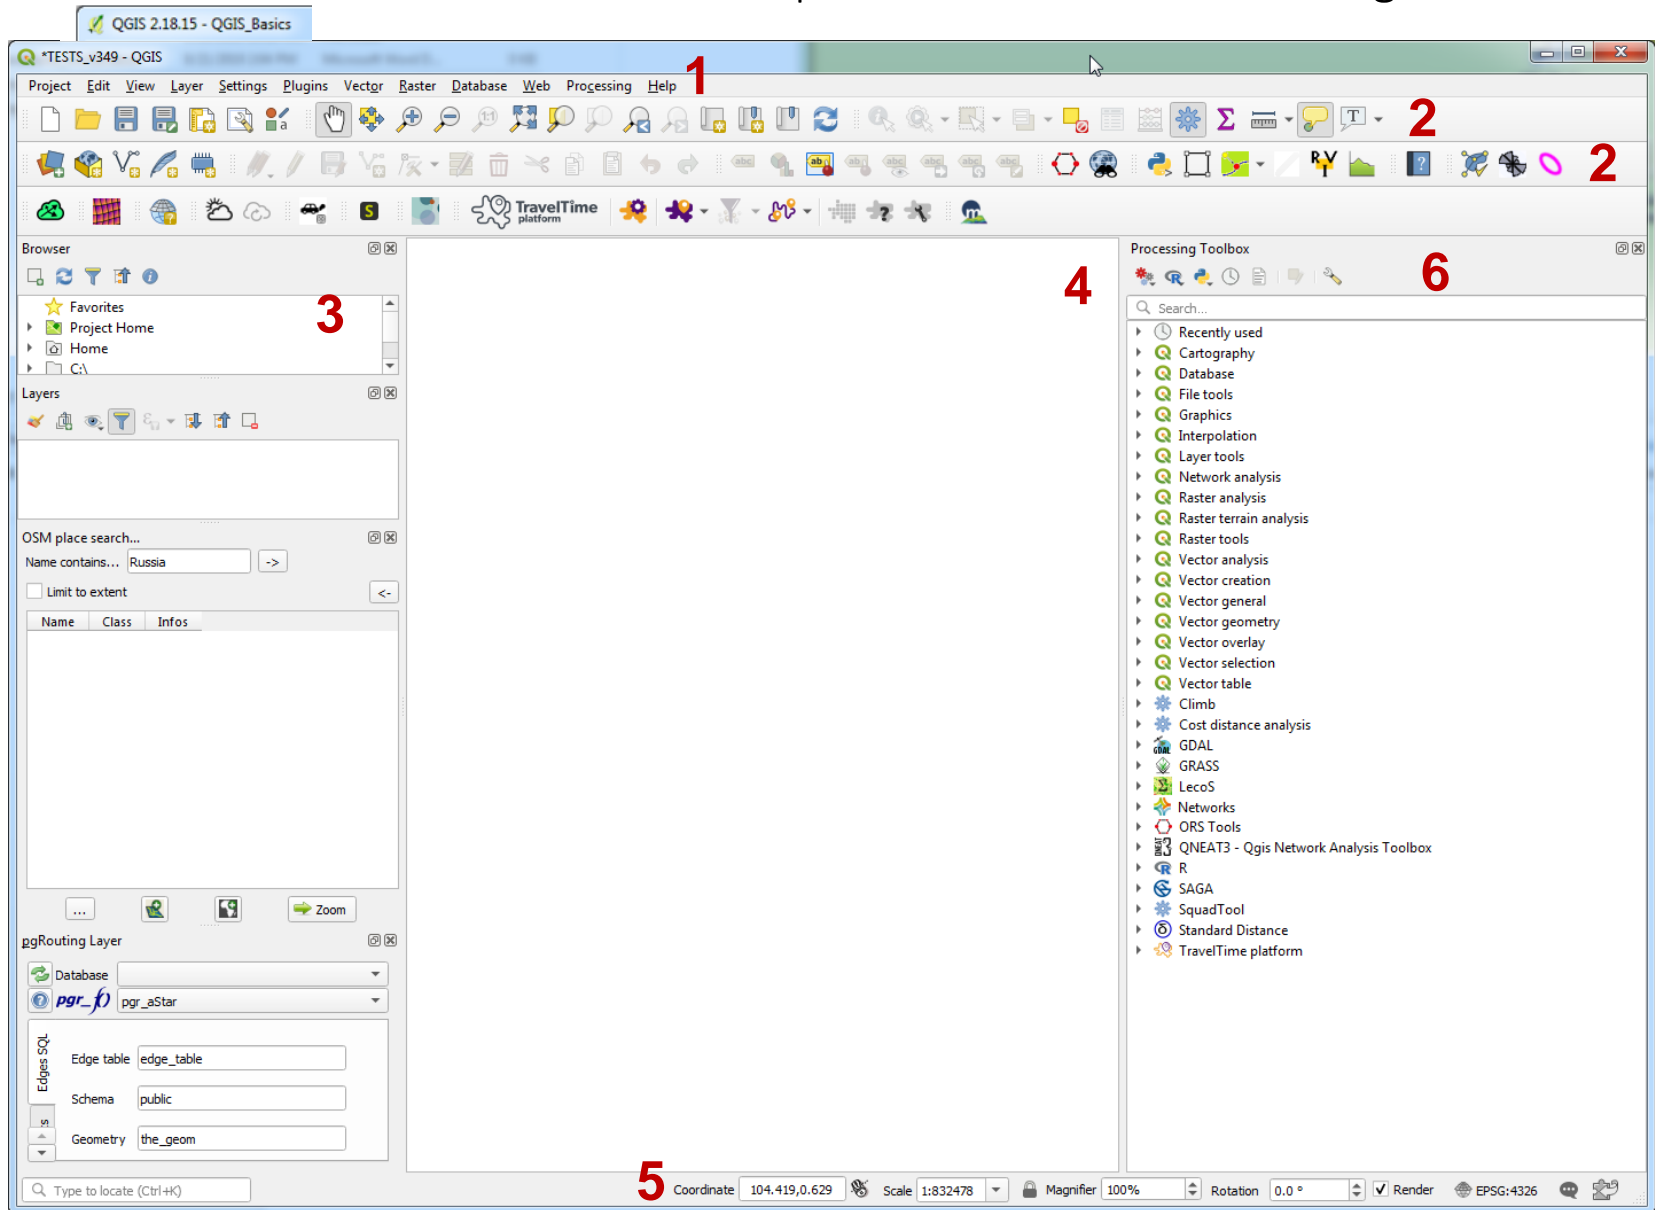 QGIS 2.18.15 - QGIS_Basics
*TESTS_v349 - QGIS
1
Project Edit View Layer Settings Plugins Vector Raster Database Web Processing Help
2
2
TravelTime
platform
Browser
3
Favorites
Project Home
Home
C:\
Layers
OSM place search...
Name contains... Russia ->
Limit to extent <-
Name Class Infos
... Zoom
pgRouting Layer
Database
pgr_f() pgr_aStar
Edges SQL
Edge table edge_table
Schema public
Geometry the_geom
4
Processing Toolbox
6
Search...
Recently used
Cartography
Database
File tools
Graphics
Interpolation
Layer tools
Network analysis
Raster analysis
Raster terrain analysis
Raster tools
Vector analysis
Vector creation
Vector general
Vector geometry
Vector overlay
Vector selection
Vector table
Climb
Cost distance analysis
GDAL
GRASS
LecoS
Networks
ORS Tools
QNEAT3 - Qgis Network Analysis Toolbox
R
SAGA
SquadTool
Standard Distance
TravelTime platform
Type to locate (Ctrl+K)
5
Coordinate 104.419,0.629 Scale 1:832478 Magnifier 100% Rotation 0.0 ° Render EPSG:4326